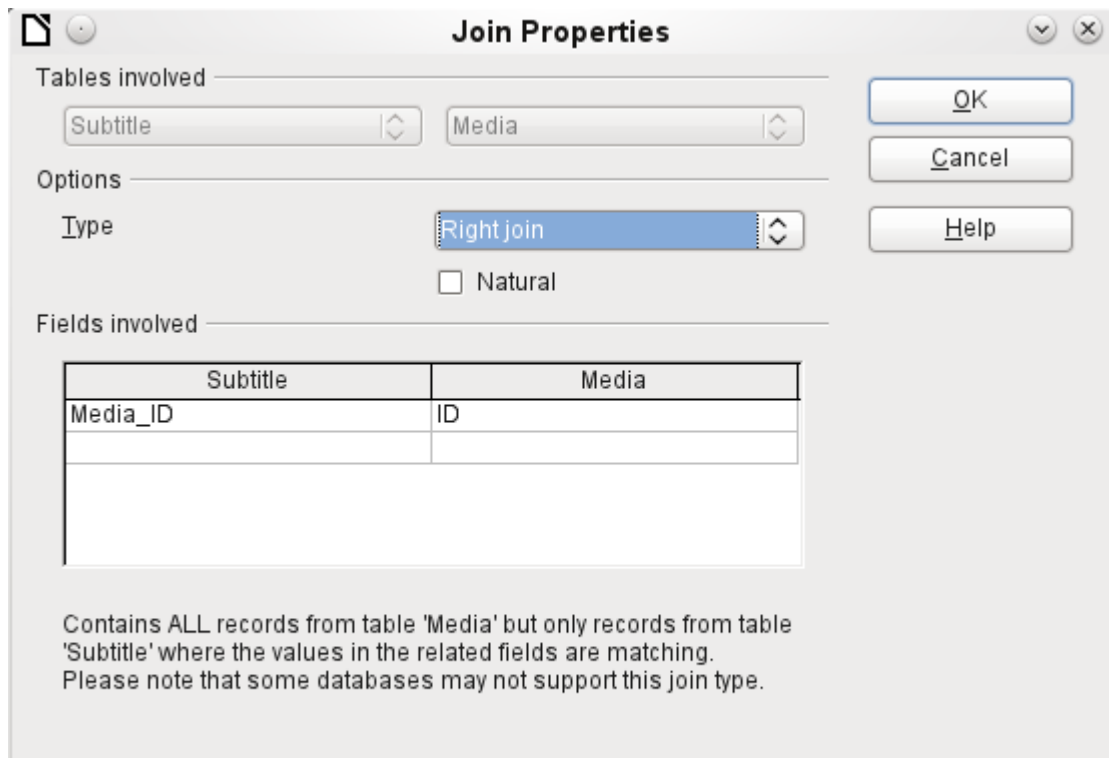 Join Properties
Tables involved
Subtitle Media
OK
Cancel
Options
Type Right join
Help
Natural
Fields involved
Subtitle Media
Media_ID ID
Contains ALL records from table 'Media' but only records from table
'Subtitle' where the values in the related fields are matching.
Please note that some databases may not support this join type.